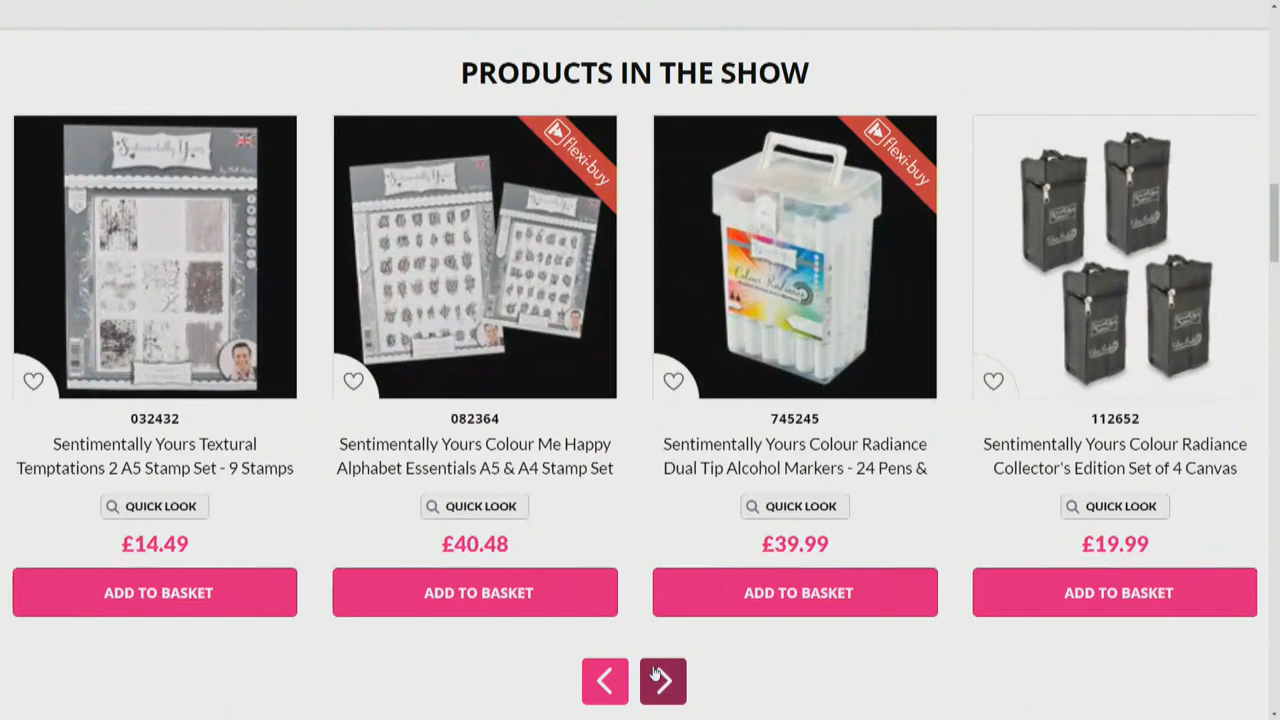 PRODUCTS IN THE SHOW
Sentimentally Yours
flexi-buy
flexi-buy
Colour Radiance
032432
082364
745245
112652
Sentimentally Yours Textural
Temptations 2 A5 Stamp Set - 9 Stamps
Sentimentally Yours Colour Me Happy
Alphabet Essentials A5 & A4 Stamp Set
Sentimentally Yours Colour Radiance
Dual Tip Alcohol Markers - 24 Pens &
Sentimentally Yours Colour Radiance
Collector's Edition Set of 4 Canvas
QUICK LOOK
QUICK LOOK
QUICK LOOK
QUICK LOOK
£14.49
£40.48
£39.99
£19.99
ADD TO BASKET
ADD TO BASKET
ADD TO BASKET
ADD TO BASKET